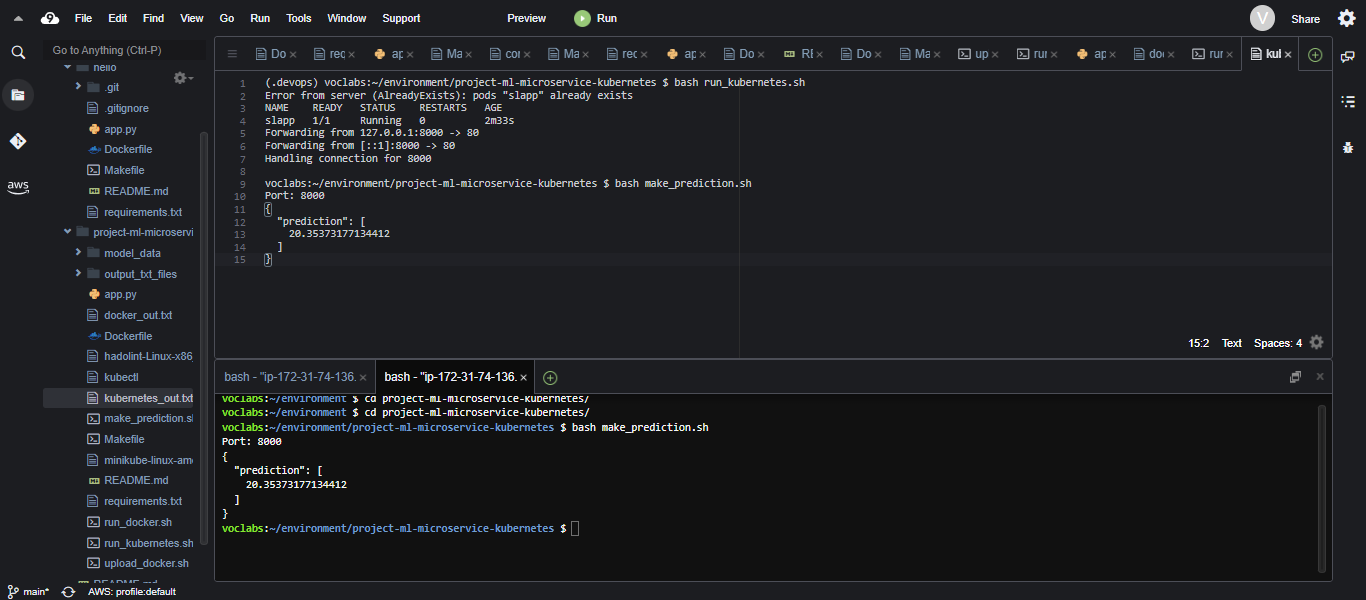 File Edit Find View Go Run Tools Window Support Preview Run V Share
Go to Anything (Ctrl-P)
Do req ap Ma cor Ma rec ap Do RE Do Ma up rur ap do rur kul
hello
.git
.gitignore
app.py
Dockerfile
Makefile
README.md
requirements.txt
project-ml-microservi
model_data
output_txt_files
app.py
docker_out.txt
Dockerfile
hadolint-Linux-x86
kubectl
kubernetes_out.txt
make_prediction.sh
Makefile
minikube-linux-am
README.md
requirements.txt
run_docker.sh
run_kubernetes.sh
upload_docker.sh
README.md
aws
1 (.devops) voclabs:~/environment/project-ml-microservice-kubernetes $ bash run_kubernetes.sh
2 Error from server (AlreadyExists): pods "slapp" already exists
3 NAME READY STATUS RESTARTS AGE
4 slapp 1/1 Running 0 2m33s
5 Forwarding from 127.0.0.1:8000 -> 80
6 Forwarding from [::1]:8000 -> 80
7 Handling connection for 8000
8
9 voclabs:~/environment/project-ml-microservice-kubernetes $ bash make_prediction.sh
10 Port: 8000
11 {
12 "prediction": [
13 20.35373177134412
14 ]
15 }
15:2 Text Spaces: 4
bash - "ip-172-31-74-136. bash - "ip-172-31-74-136.
voclabs:~/environment $ cd project-ml-microservice-kubernetes/
voclabs:~/environment $ cd project-ml-microservice-kubernetes/
voclabs:~/environment/project-ml-microservice-kubernetes $ bash make_prediction.sh
Port: 8000
{
"prediction": [
20.35373177134412
]
}
voclabs:~/environment/project-ml-microservice-kubernetes $
main* AWS: profile:default